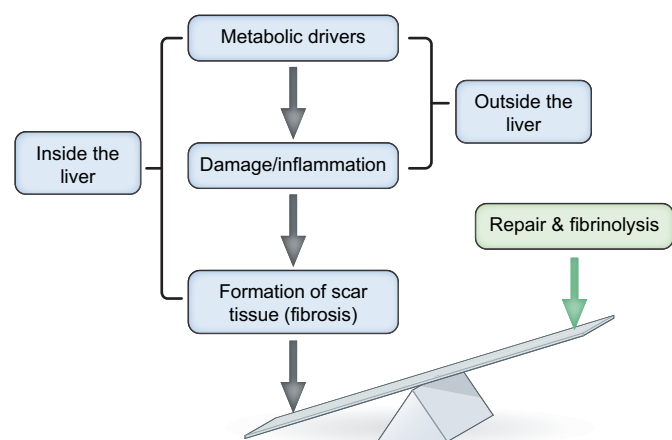 Metabolic drivers
Outside the
liver
Inside the
liver
Damage/inflammation
Repair & fibrinolysis
Formation of scar
tissue (fibrosis)